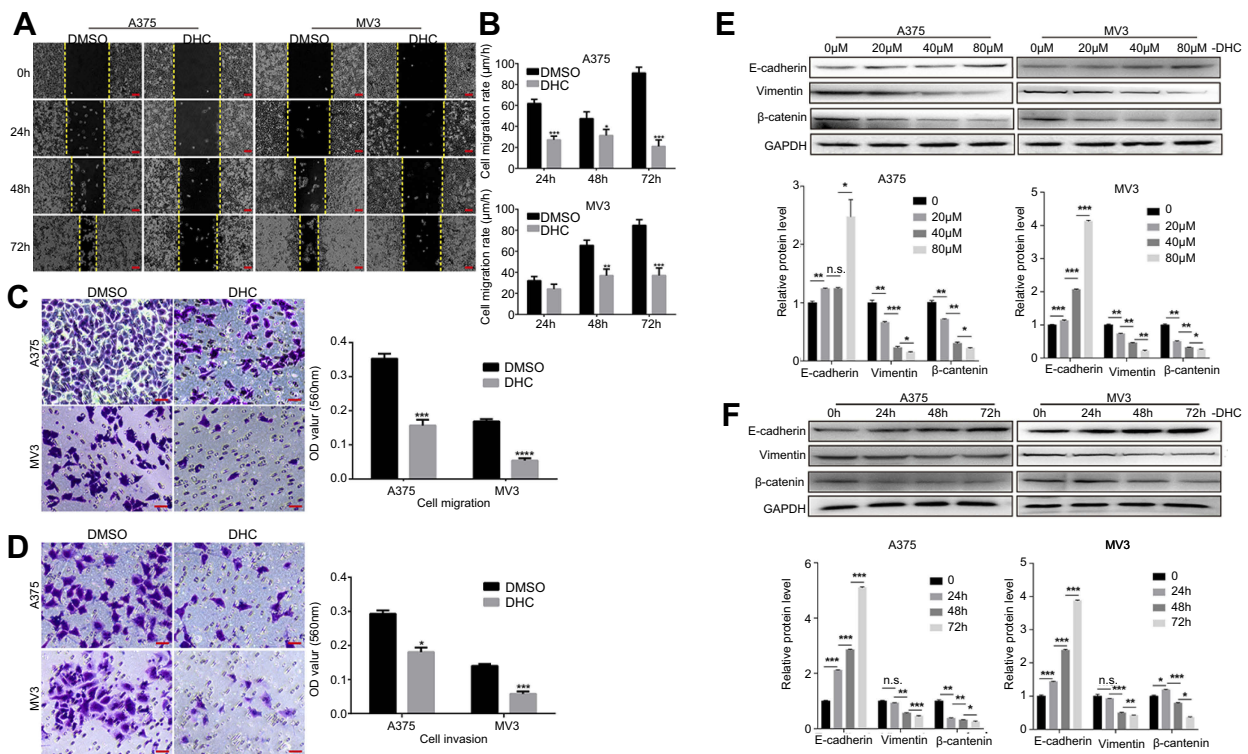 A
A375
MV3
DMSO
DHC
DMSO
DHC
0h
24h
48h
72h
B
A375
Cell migration rate (μm/h)
100
80
60
40
20
0
DMSO
DHC
***
*
***
24h
48h
72h
MV3
Cell migration rate (μm/h)
100
80
60
40
20
0
DMSO
DHC
**
***
24h
48h
72h
C
DMSO
DHC
A375
MV3
OD valur (560nm)
0.4
0.3
0.2
0.1
0.0
DMSO
DHC
***
****
A375
MV3
Cell migration
D
DMSO
DHC
A375
MV3
OD valur (560nm)
0.4
0.3
0.2
0.1
0.0
DMSO
DHC
*
***
A375
MV3
Cell invasion
E
A375
MV3
0μM 20μM 40μM 80μM
0μM 20μM 40μM 80μM -DHC
E-cadherin
Vimentin
β-catenin
GAPDH
A375
Relative protein level
3
2
1
0
0
20μM
40μM
80μM
** n.s. *
** *** *
** ** *
E-cadherin Vimentin β-cantenin
MV3
Relative protein level
5
4
3
2
1
0
0
20μM
40μM
80μM
*** *** ***
** ** **
** ** *
E-cadherin Vimentin β-cantenin
F
A375
MV3
0h 24h 48h 72h
0h 24h 48h 72h -DHC
E-cadherin
Vimentin
β-catenin
GAPDH
A375
Relative protein level
6
4
2
0
0
24h
48h
72h
*** *** ***
n.s. ** ***
** ** *
E-cadherin Vimentin β-cantenin
MV3
Relative protein level
5
4
3
2
1
0
0
24h
48h
72h
*** *** ***
n.s. *** **
* *** *
E-cadherin Vimentin β-cantenin